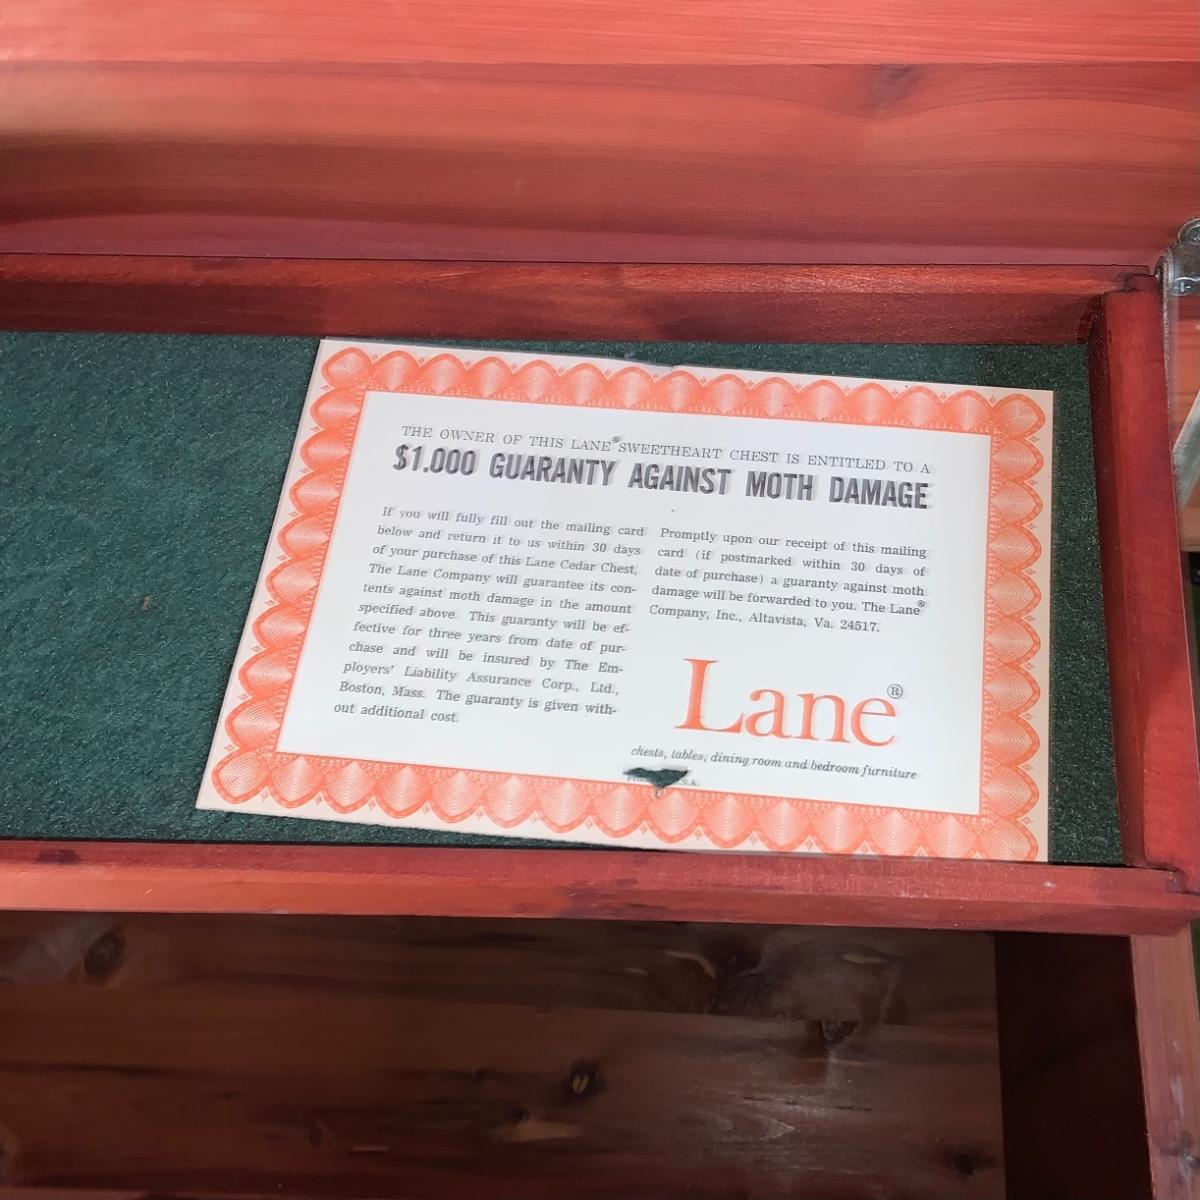 THE OWNER OF THIS LANE® SWEETHEART CHEST IS ENTITLED TO A
$1.000 GUARANTY AGAINST MOTH DAMAGE
If you will fully fill out the mailing card
below and return it to us within 30 days
of your purchase of this Lane Cedar Chest,
The Lane Company will guarantee its con-
tents against moth damage in the amount
specified above. This guaranty will be ef-
fective for three years from date of pur-
chase and will be insured by The Em-
ployers' Liability Assurance Corp., Ltd.,
Boston, Mass. The guaranty is given with-
out additional cost.
Promptly upon our receipt of this mailing
card (if postmarked within 30 days of
date of purchase) a guaranty against moth
damage will be forwarded to you. The Lane®
Company, Inc., Altavista, Va. 24517.
Lane®
chests, tables, dining room and bedroom furniture